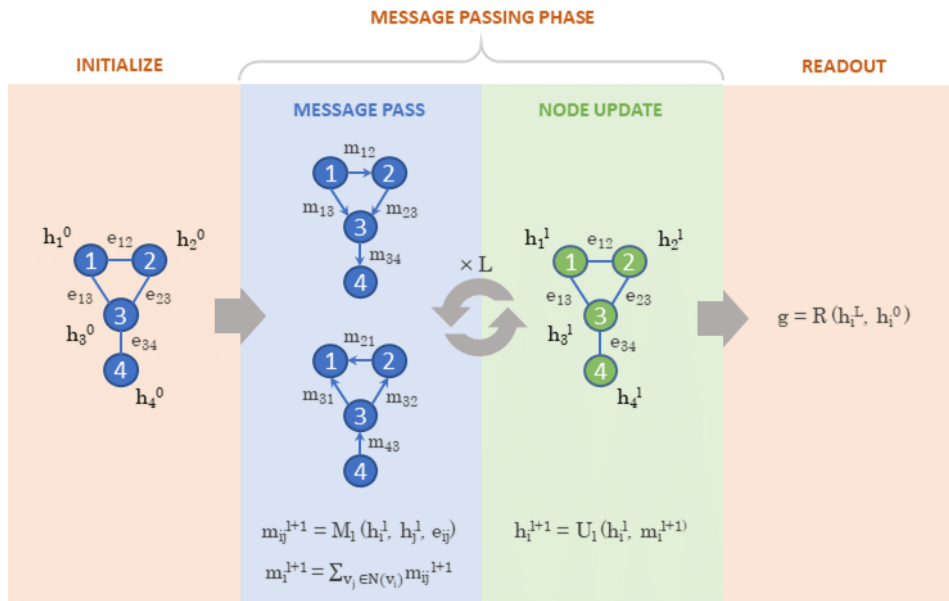 MESSAGE PASSING PHASE
INITIALIZE
READOUT
MESSAGE PASS
NODE UPDATE
h₁⁰
e₁₂
h₂⁰
1
2
e₁₃
e₂₃
3
h₃⁰
e₃₄
4
h₄⁰
m₁₂
1
2
m₁₃
m₂₃
3
m₃₄
4
m₂₁
1
2
m₃₁
m₃₂
3
m₄₃
4
× L
h₁ˡ
e₁₂
h₂ˡ
1
2
e₁₃
e₂₃
3
h₃ˡ
e₃₄
4
h₄ˡ
g = R (hᵢᴸ, hᵢ⁰)
mᵢⱼˡ⁺¹ = Mₗ (hᵢˡ, hⱼˡ, eᵢⱼ)
mᵢˡ⁺¹ = Σ_{vⱼ∈N(vᵢ)} mᵢⱼˡ⁺¹
hᵢˡ⁺¹ = Uₗ (hᵢˡ, mᵢˡ⁺¹)